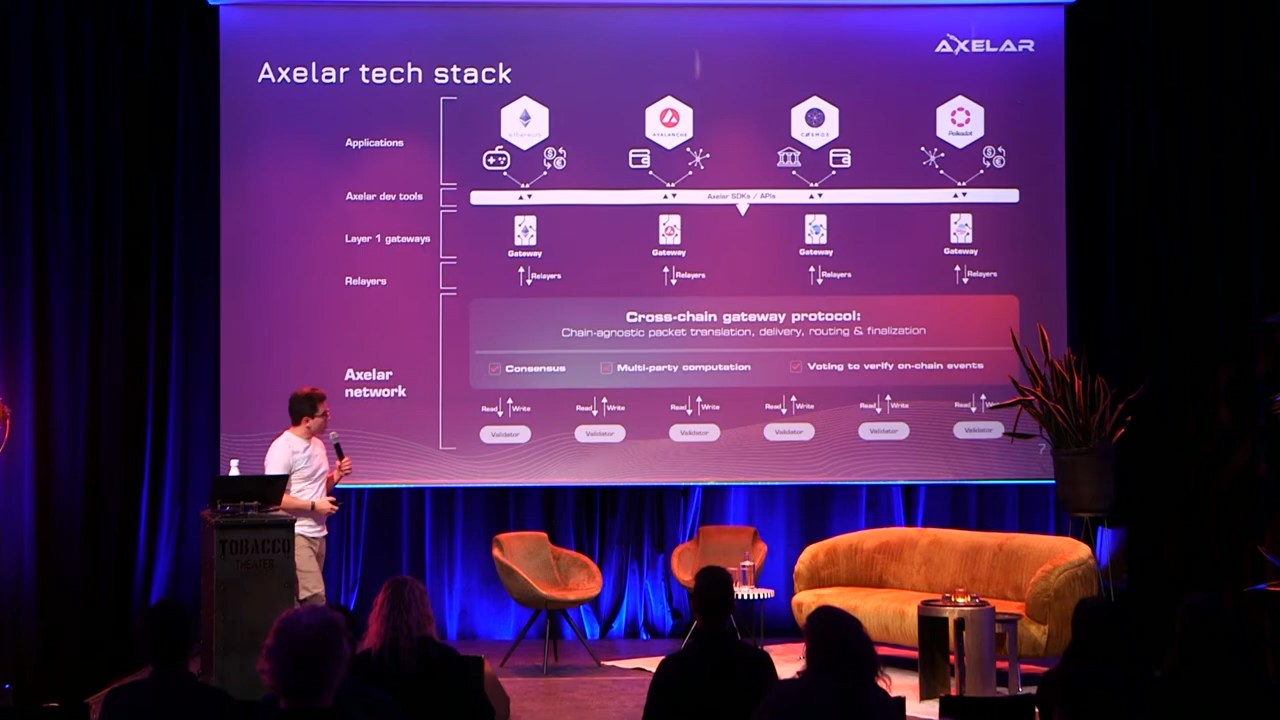 AXELAR
Axelar tech stack
Applications
ethereum
AVALANCHE
COSMOS
Polkadot
Axelar dev tools
Axelar SDKs / APIs
Layer 1 gateways
Gateway
Gateway
Gateway
Gateway
Relayers
Relayers
Relayers
Relayers
Relayers
Cross-chain gateway protocol:
Chain-agnostic packet translation, delivery, routing & finalization
Consensus
Multi-party computation
Voting to verify on-chain events
Axelar
network
Read Write
Read Write
Read Write
Read Write
Read Write
Read
Validator
Validator
Validator
Validator
Validator
Validator
7
TOBACCO
THEATER